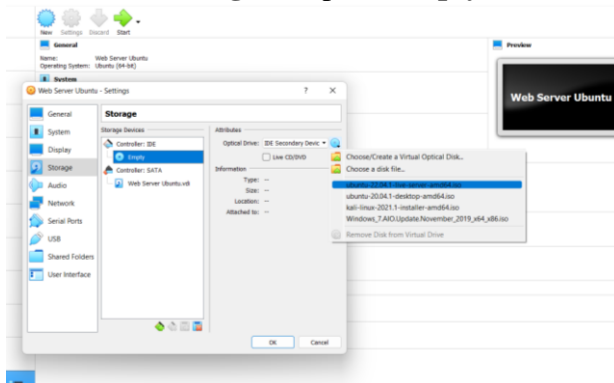 New Settings Discard Start
General
Preview
Name: Web Server Ubuntu
Operating System: Ubuntu (64-bit)
System
Web Server Ubuntu - Settings ? ×
Web Server Ubuntu
General
System
Display
Storage
Audio
Network
Serial Ports
USB
Shared Folders
User Interface
Storage
Storage Devices
Controller: IDE
Empty
Controller: SATA
Web Server Ubuntu.vdi
Attributes
Optical Drive: IDE Secondary Devic
Live CD/DVD
Information
Type: --
Size: --
Location: --
Attached to: --
Choose/Create a Virtual Optical Disk...
Choose a disk file...
ubuntu-22.04.1-live-server-amd64.iso
ubuntu-20.04.1-desktop-amd64.iso
kali-linux-2021.1-installer-amd64.iso
Windows_7.AIO.Update.November_2019_x64_x86.iso
Remove Disk from Virtual Drive
OK Cancel